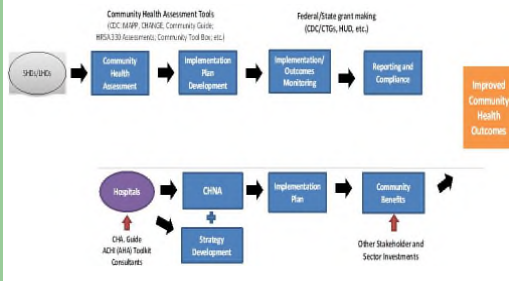 Community Health Assessment Tools
(CDC: MAPP, CHANGE; Community Guide;
HRSA 330 Assessments; Community Tool Box; etc.)
Federal/State grant making
(CDC/CTGs, HUD, etc.)
SHDs/LHDs
Community
Health
Assessment
Implementation
Plan
Development
Implementation/
Outcomes
Monitoring
Reporting and
Compliance
Improved
Community
Health
Outcomes
Hospitals
CHNA
Implementation
Plan
Community
Benefits
Strategy
Development
CHA. Guide
ACHI (AHA) Toolkit
Consultants
Other Stakeholder and
Sector Investments